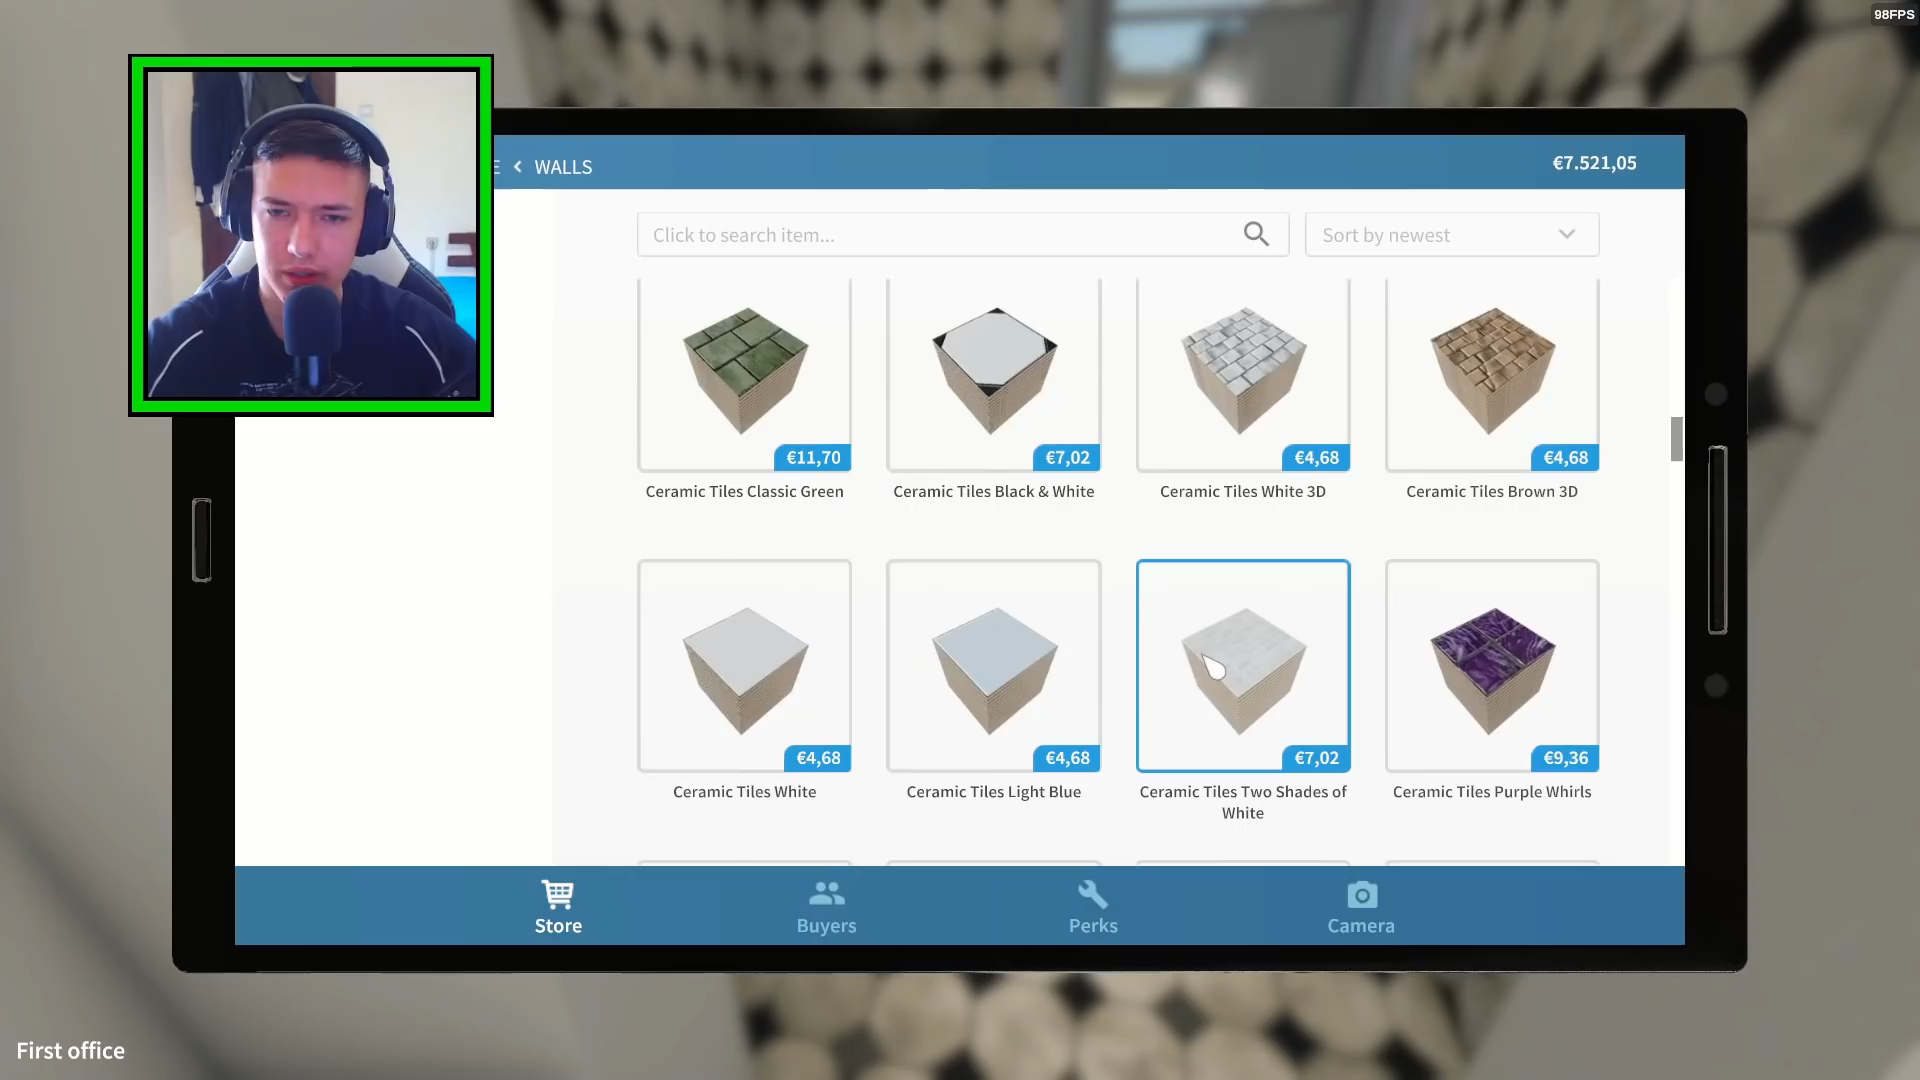 98FPS
E < WALLS
€7.521,05
Click to search item...
Sort by newest
€11,70
€7,02
€4,68
€4,68
Ceramic Tiles Classic Green
Ceramic Tiles Black & White
Ceramic Tiles White 3D
Ceramic Tiles Brown 3D
€4,68
€4,68
€7,02
€9,36
Ceramic Tiles White
Ceramic Tiles Light Blue
Ceramic Tiles Two Shades of
White
Ceramic Tiles Purple Whirls
Store
Buyers
Perks
Camera
First office